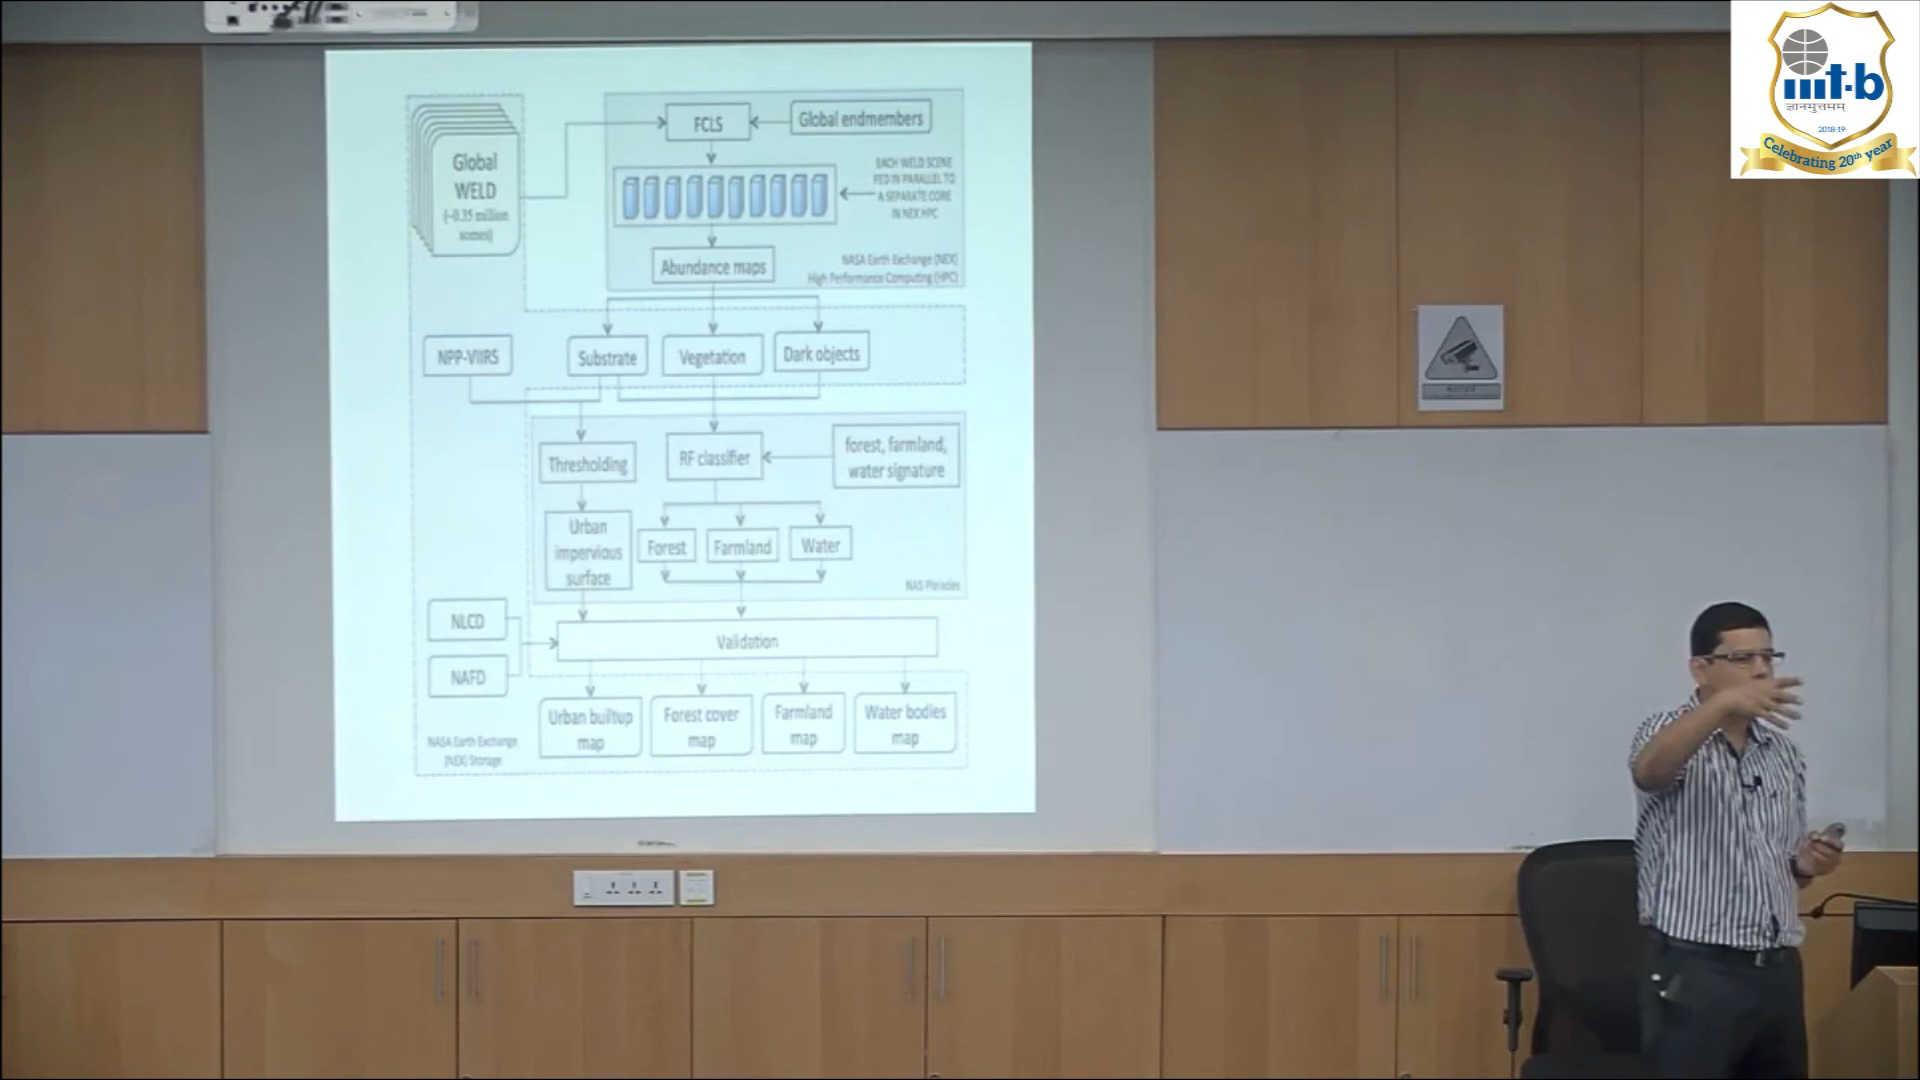 Global
WELD
(~0.35 million
scenes)
FCLS
Global endmembers
EACH WELD SCENE
FED IN PARALLEL TO
A SEPARATE CORE
IN NEX HPC
Abundance maps
NASA Earth Exchange (NEX)
High Performance Computing (HPC)
NPP-VIIRS
Substrate
Vegetation
Dark objects
Thresholding
RF classifier
forest, farmland,
water signature
Urban
impervious
surface
Forest
Farmland
Water
NAS Pleiades
NLCD
NAFD
Validation
Urban builtup
map
Forest cover
map
Farmland
map
Water bodies
map
NASA Earth Exchange
(NEX) Storage
iiit-b
ज्ञानमुत्तमम्
2018-19
Celebrating 20th year
NOTICE